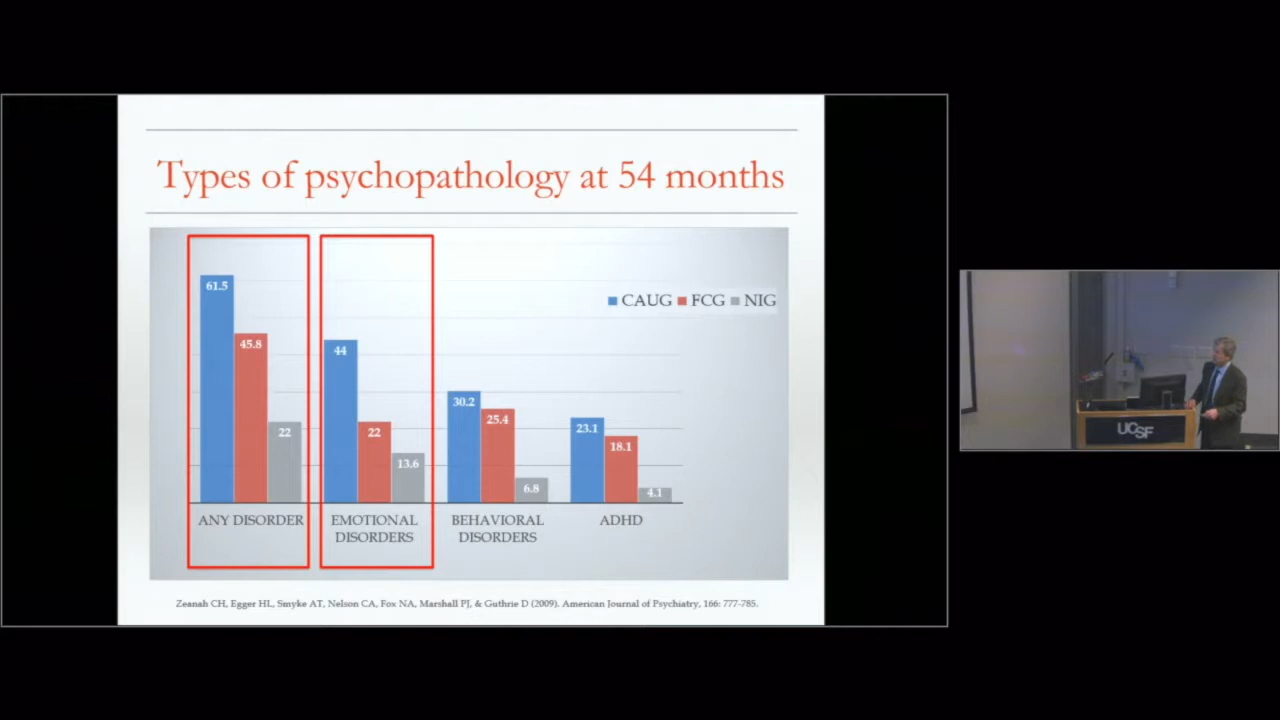 Types of psychopathology at 54 months
CAUG FCG NIG
61.5
45.8
22
44
22
13.6
30.2
25.4
6.8
23.1
18.1
4.1
ANY DISORDER
EMOTIONAL
DISORDERS
BEHAVIORAL
DISORDERS
ADHD
Zeanah CH, Egger HL, Smyke AT, Nelson CA, Fox NA, Marshall PJ, & Guthrie D (2009). American Journal of Psychiatry, 166: 777-785.
UCSF